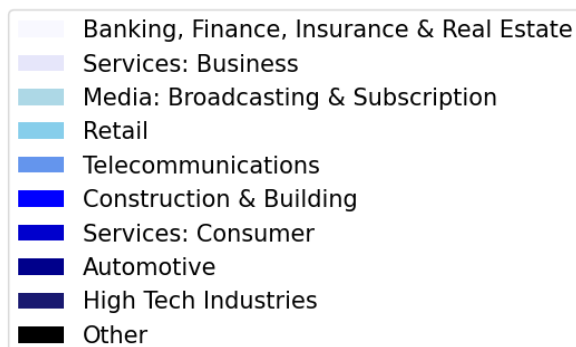 Banking, Finance, Insurance & Real Estate
Services: Business
Media: Broadcasting & Subscription
Retail
Telecommunications
Construction & Building
Services: Consumer
Automotive
High Tech Industries
Other